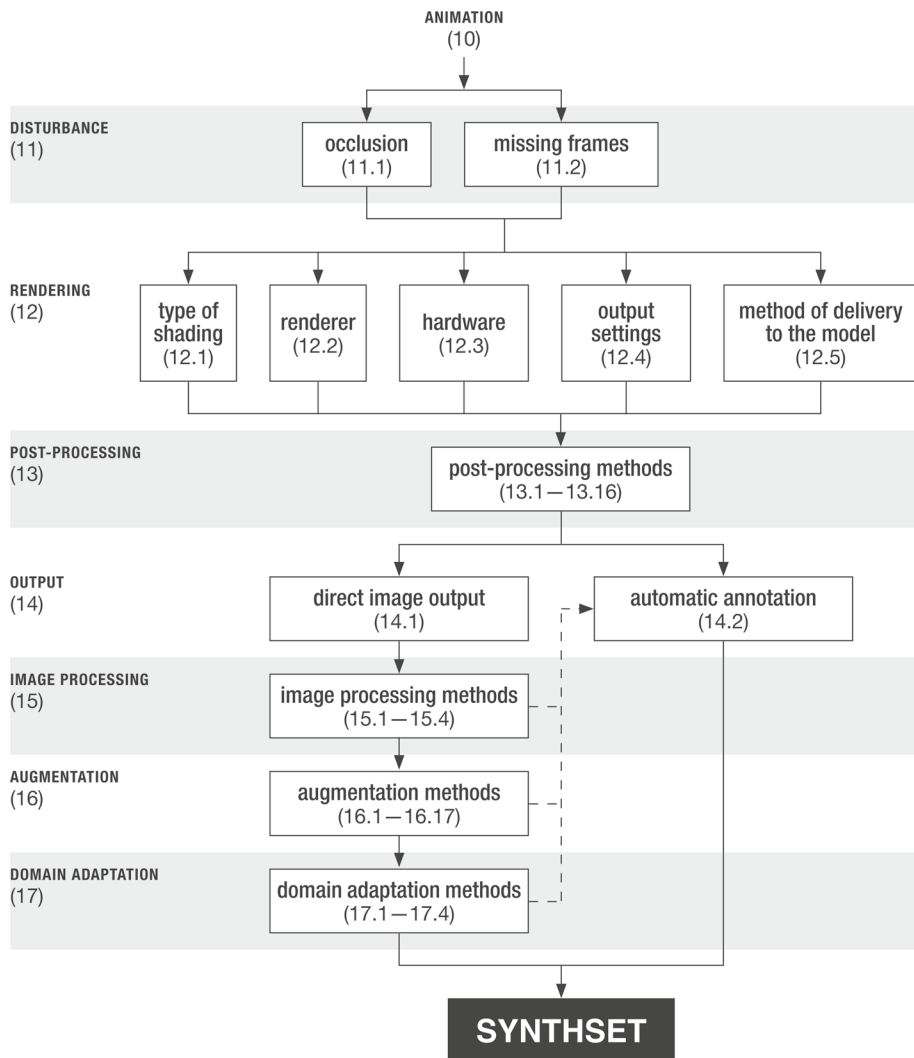 ANIMATION
(10)
DISTURBANCE
(11)
occlusion
(11.1)
missing frames
(11.2)
RENDERING
(12)
type of
shading
(12.1)
renderer
(12.2)
hardware
(12.3)
output
settings
(12.4)
method of delivery
to the model
(12.5)
POST-PROCESSING
(13)
post-processing methods
(13.1—13.16)
OUTPUT
(14)
direct image output
(14.1)
automatic annotation
(14.2)
IMAGE PROCESSING
(15)
image processing methods
(15.1—15.4)
AUGMENTATION
(16)
augmentation methods
(16.1—16.17)
DOMAIN ADAPTATION
(17)
domain adaptation methods
(17.1—17.4)
SYNTHSET